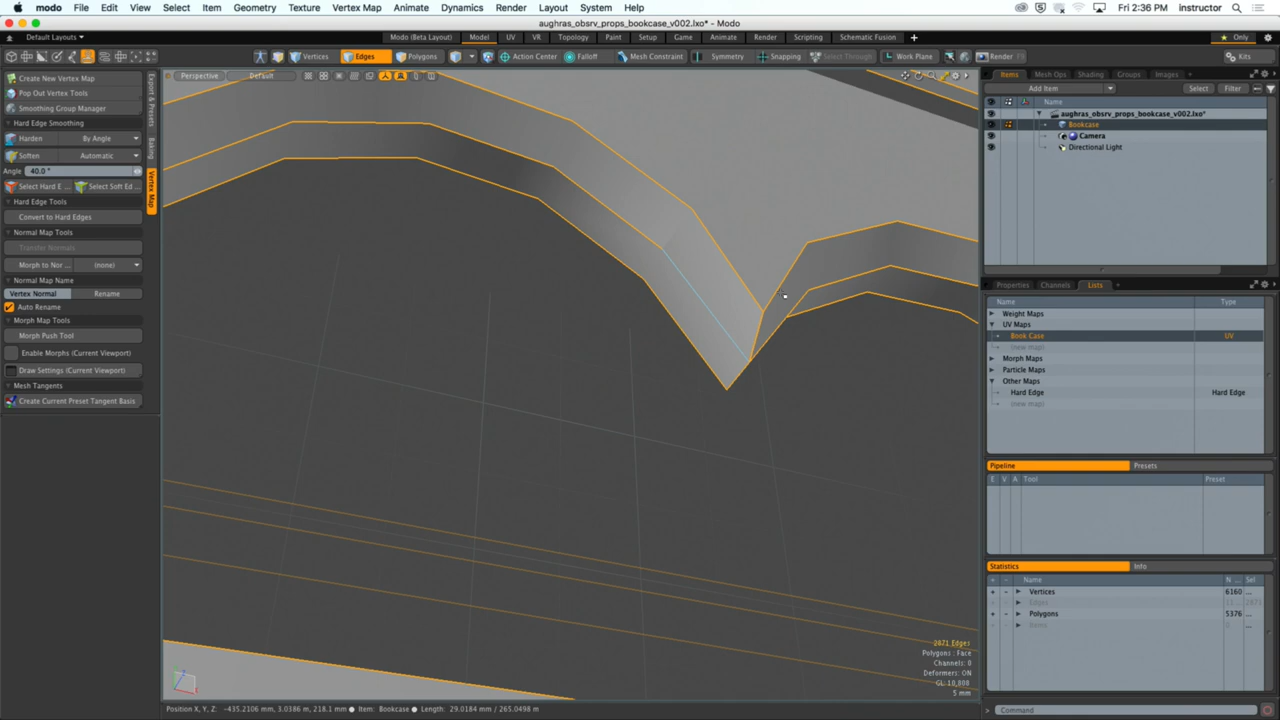 modo File Edit View Select Item Geometry Texture Vertex Map Animate Dynamics Render Layout System Help Fri 2:36 PM instructor
aughras_obsrv_props_bookcase_v002.lxo* - Modo
Default Layouts Modo (Beta Layout) Model UV VR Topology Paint Setup Game Animate Render Scripting Schematic Fusion Only
Vertices Edges Polygons Action Center Falloff Mesh Constraint Symmetry Snapping Select Through Work Plane Render Kits
Create New Vertex Map
Pop Out Vertex Tools
Smoothing Group Manager
Hard Edge Smoothing
Harden By Angle
Soften Automatic
Angle 40.0 °
Select Hard E ... Select Soft Ed ...
Hard Edge Tools
Convert to Hard Edges
Normal Map Tools
Transfer Normals
Morph to Nor ... (none)
Normal Map Name
Vertex Normal Rename
Auto Rename
Morph Map Tools
Morph Push Tool
Enable Morphs (Current Viewport)
Draw Settings (Current Viewport)
Mesh Tangents
Create Current Preset Tangent Basis
Export & Presets
Baking
Vertex Map
Perspective Default
2871 Edges
Polygons : Face
Channels: 0
Deformers: ON
GL: 10,808
5 mm
Position X, Y, Z: -435.2106 mm, 3.0386 m, 218.1 mm Item: Bookcase Length: 29.0184 m / 265.0498 m
Items Mesh Ops Shading Groups Images
Add Item Select Filter
Name
aughras_obsrv_props_bookcase_v002.lxo*
Bookcase
Camera
Directional Light
Properties Channels Lists
Name Type
Weight Maps
UV Maps
Book Case UV
(new map)
Morph Maps
Particle Maps
Other Maps
Hard Edge Hard Edge
(new map)
Pipeline Presets
E V A Tool Preset
Statistics Info
Name N ... Sel
Vertices 6160 ...
Edges 11... 2871
Polygons 5376 ...
Items
Command